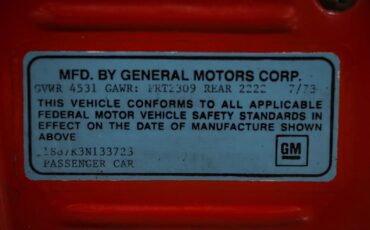 MFD. BY GENERAL MOTORS CORP.
GVWR 4531 GAWR: FRT2309 REAR 2222 7/73
THIS VEHICLE CONFORMS TO ALL APPLICABLE
FEDERAL MOTOR VEHICLE SAFETY STANDARDS IN
EFFECT ON THE DATE OF MANUFACTURE SHOWN
ABOVE
1S87K3N133723
PASSENGER CAR
GM